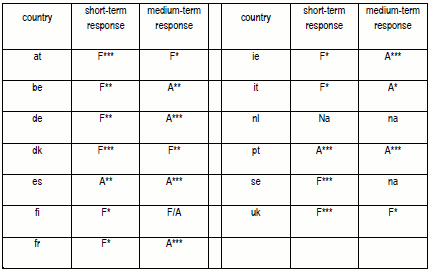 country short-term response medium-term response country short-term response medium-term response
at F*** F* ie F* A***
be F** A** it F* A*
de F** A*** nl Na na
dk F*** F** pt A*** A***
es A** A*** se F*** na
fi F* F/A uk F*** F*
fr F* A***